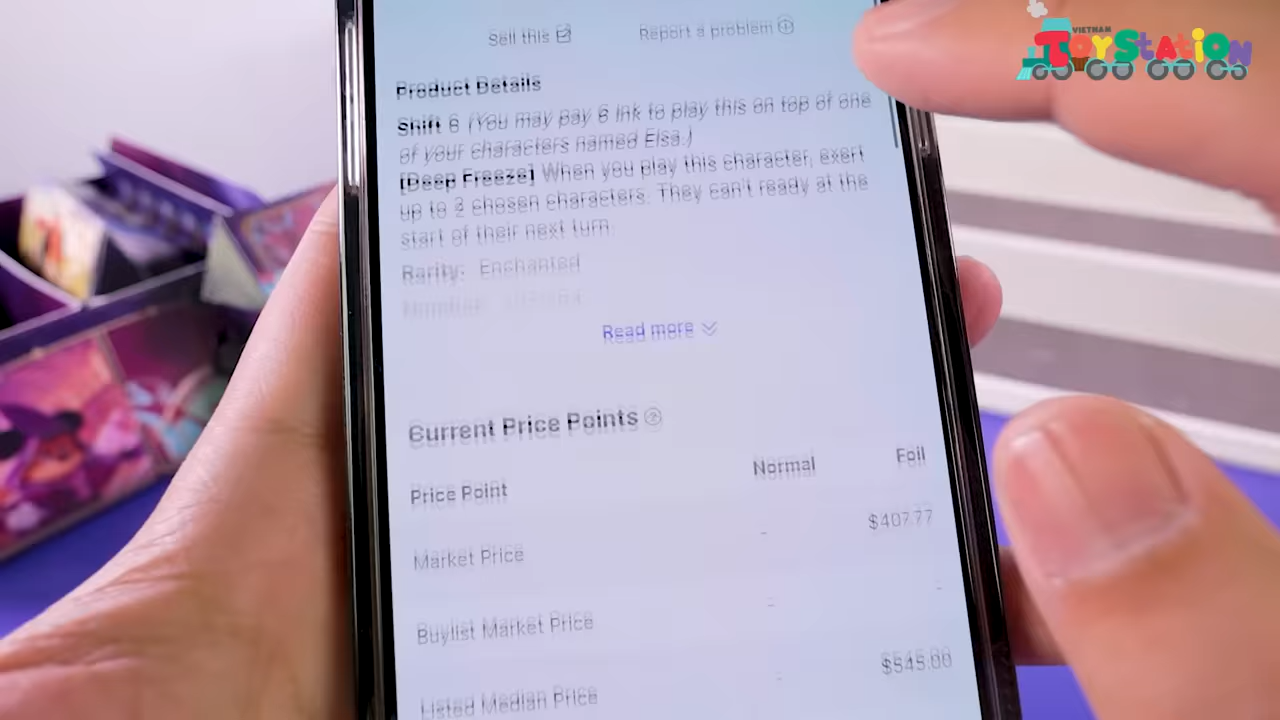 VIETNAM
ToyStation
Sell this
Report a problem
Product Details
Shift 6 (You may pay 6 ink to play this on top of one
of your characters named Elsa.)
[Deep Freeze] When you play this character, exert
up to 2 chosen characters. They can't ready at the
start of their next turn.
Rarity: Enchanted
Read more
Current Price Points
Price Point Normal Foil
Market Price - $407.77
Buylist Market Price - -
Listed Median Price - $545.00